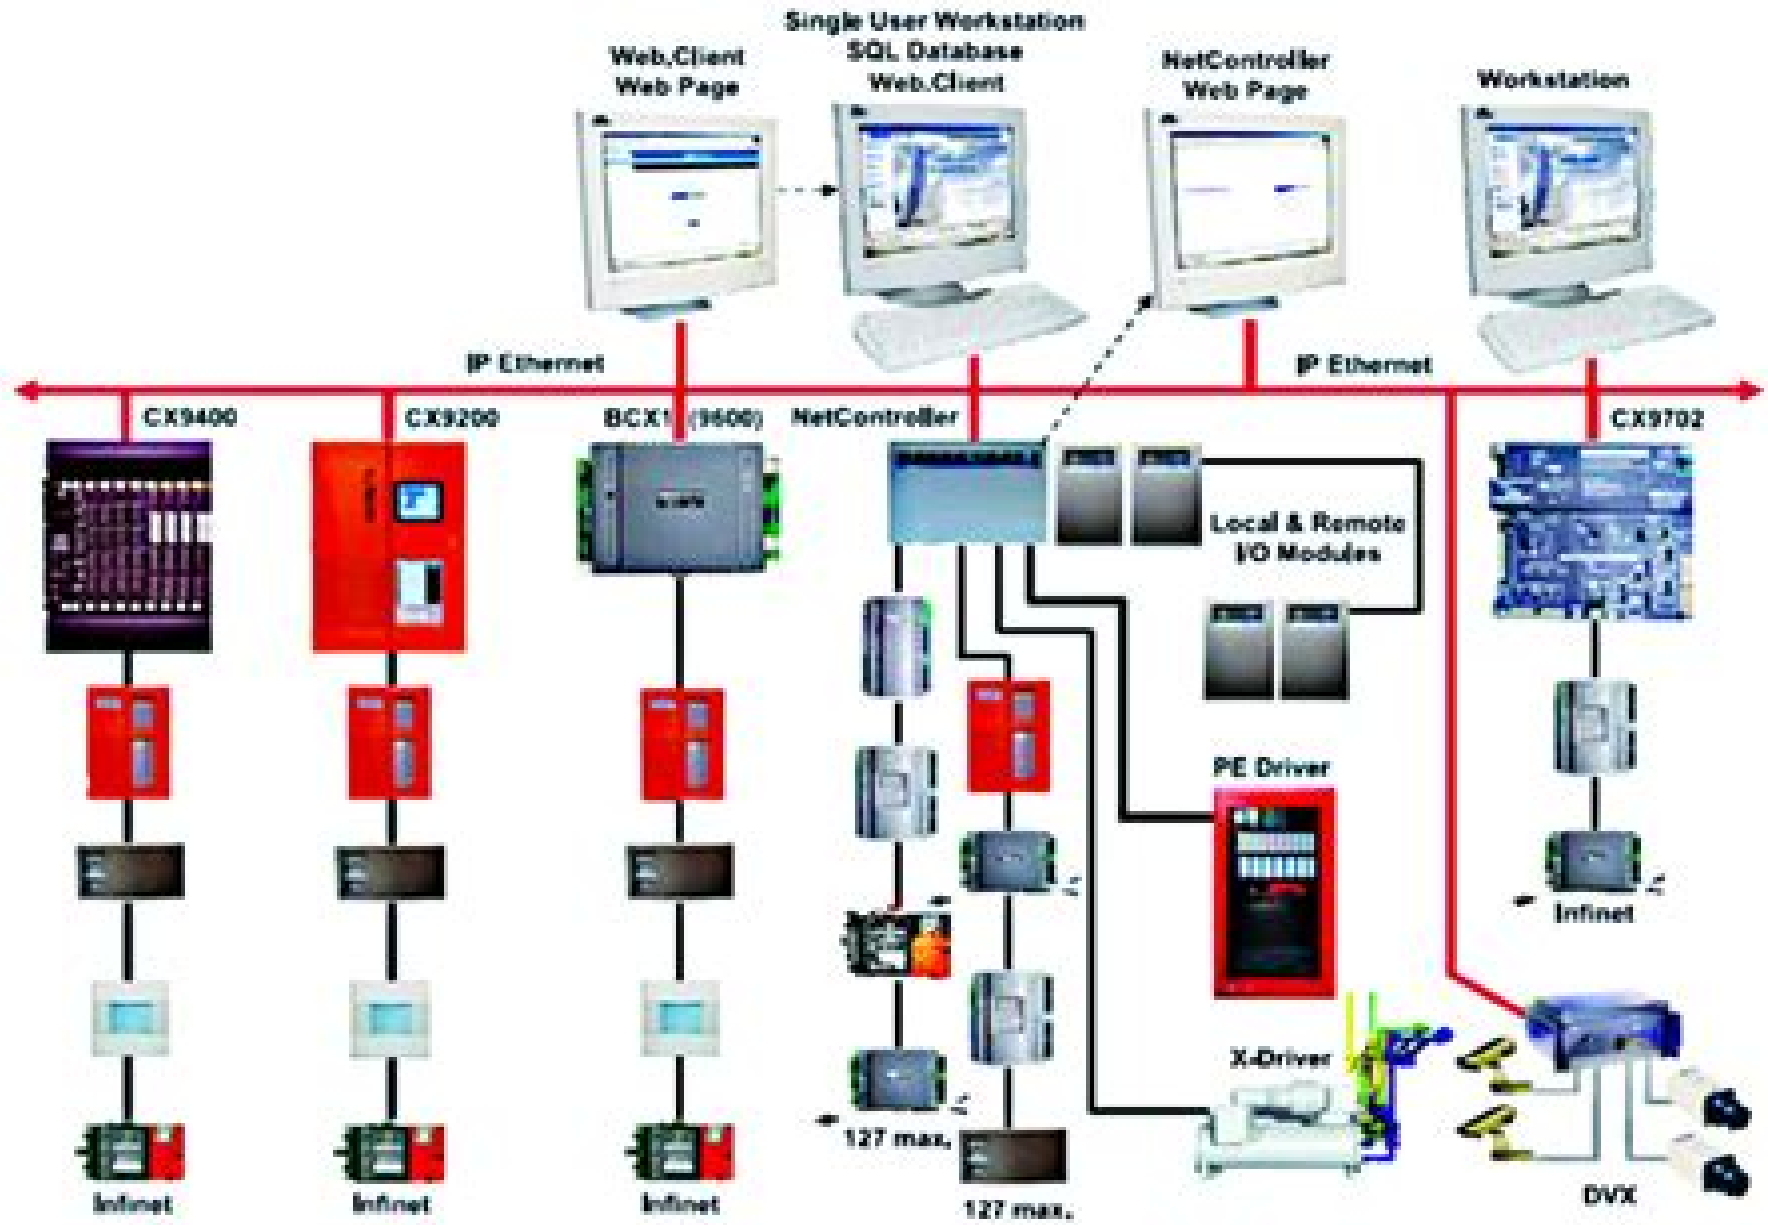 Single User Workstation
SQL Database
Web.Client
Web.Client
Web Page
NetController
Web Page
Workstation
IP Ethernet
IP Ethernet
CX9400
CX9200
BCX1 (9600)
NetController
CX9702
Local & Remote
I/O Modules
PE Driver
Infinet
X-Driver
127 max.
Infinet
Infinet
Infinet
127 max.
DVX